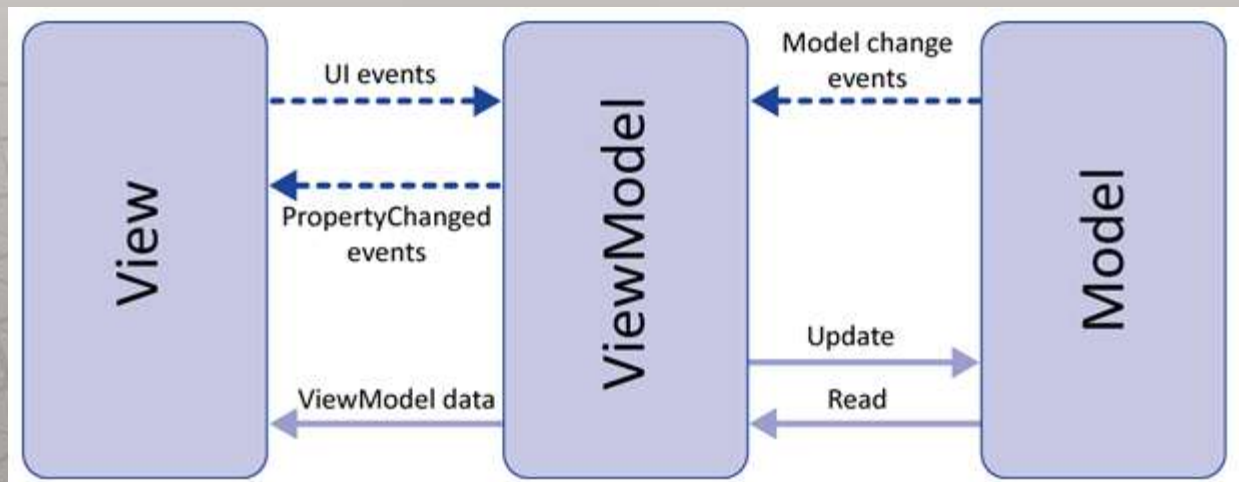 View
UI events
PropertyChanged
events
ViewModel data
ViewModel
Model change
events
Update
Read
Model